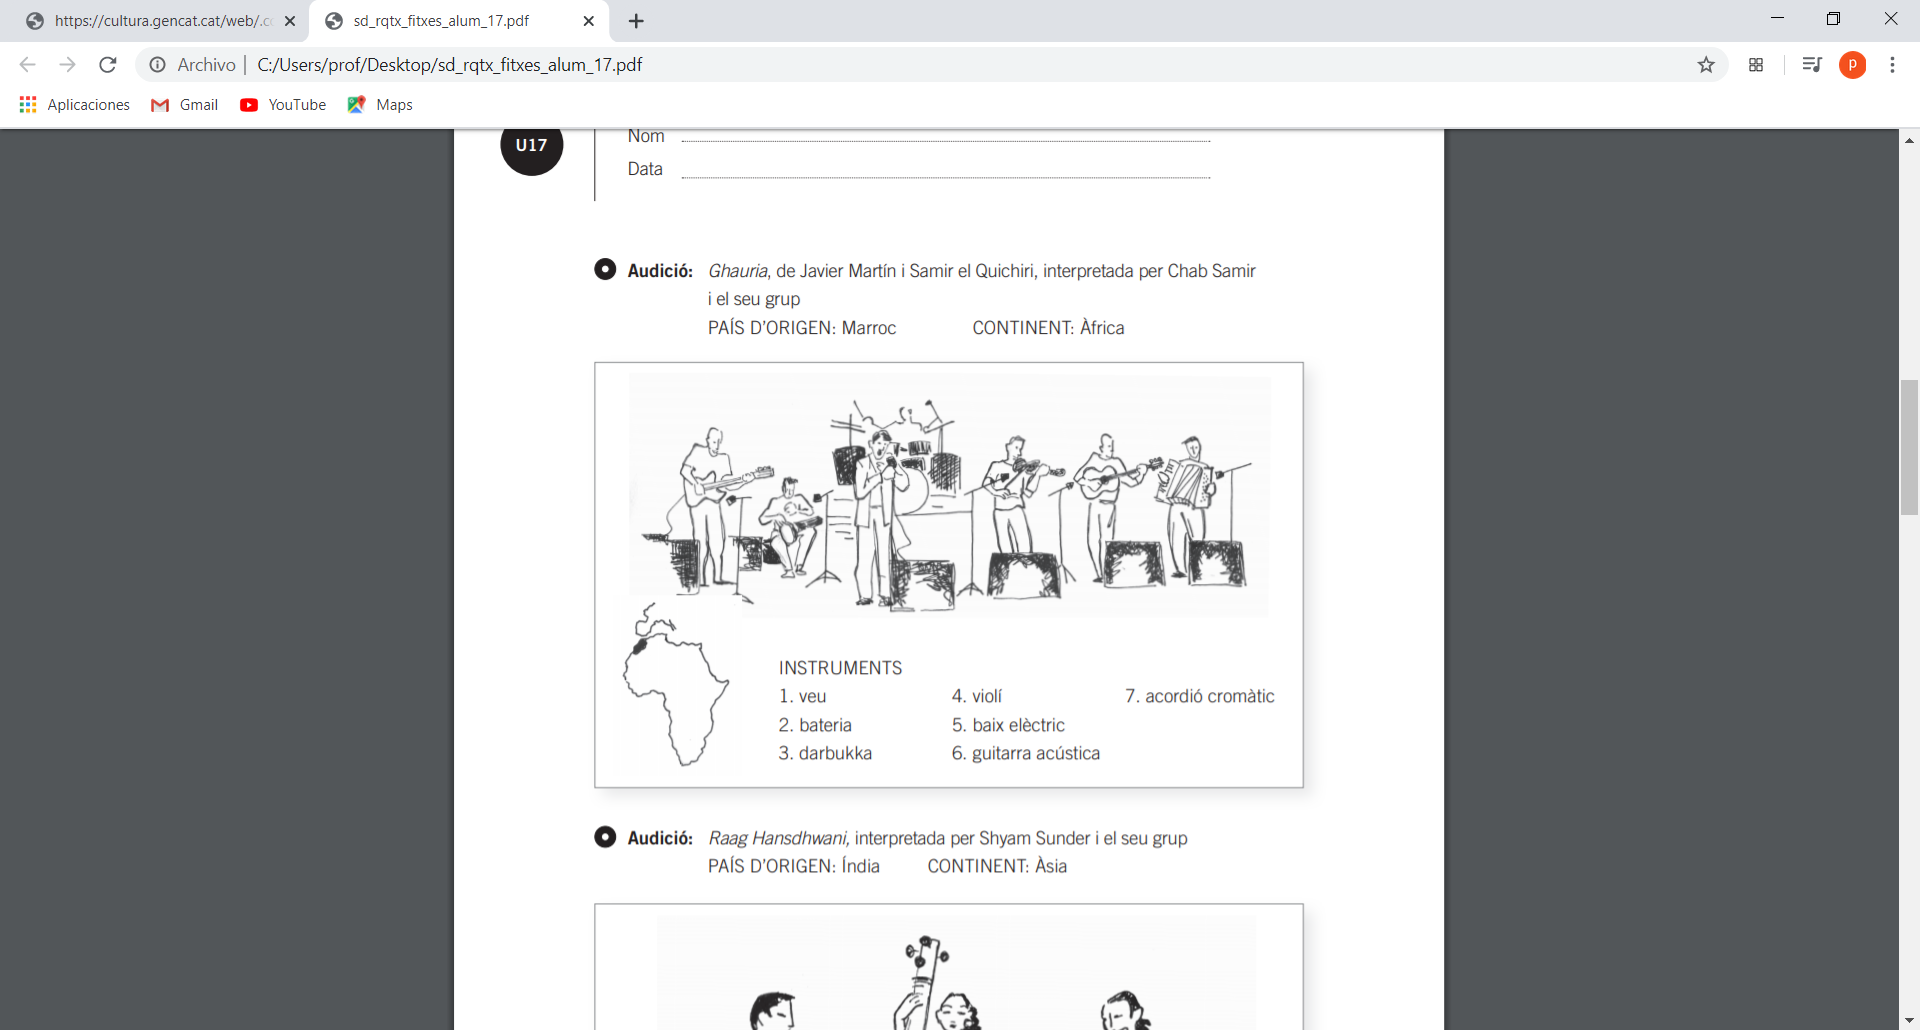 https://cultura.gencat.cat/web/.co
sd_rqtx_fitxes_alum_17.pdf
Archivo
C:/Users/prof/Desktop/sd_rqtx_fitxes_alum_17.pdf
p
Aplicaciones
Gmail
YouTube
Maps
U17
Nom
Data
Audició: Ghauria, de Javier Martín i Samir el Quichiri, interpretada per Chab Samir
i el seu grup
PAÍS D'ORIGEN: Marroc CONTINENT: Àfrica
INSTRUMENTS
1. veu 4. violí 7. acordió cromàtic
2. bateria 5. baix elèctric
3. darbukka 6. guitarra acústica
Audició: Raag Hansdhwani, interpretada per Shyam Sunder i el seu grup
PAÍS D'ORIGEN: Índia CONTINENT: Àsia